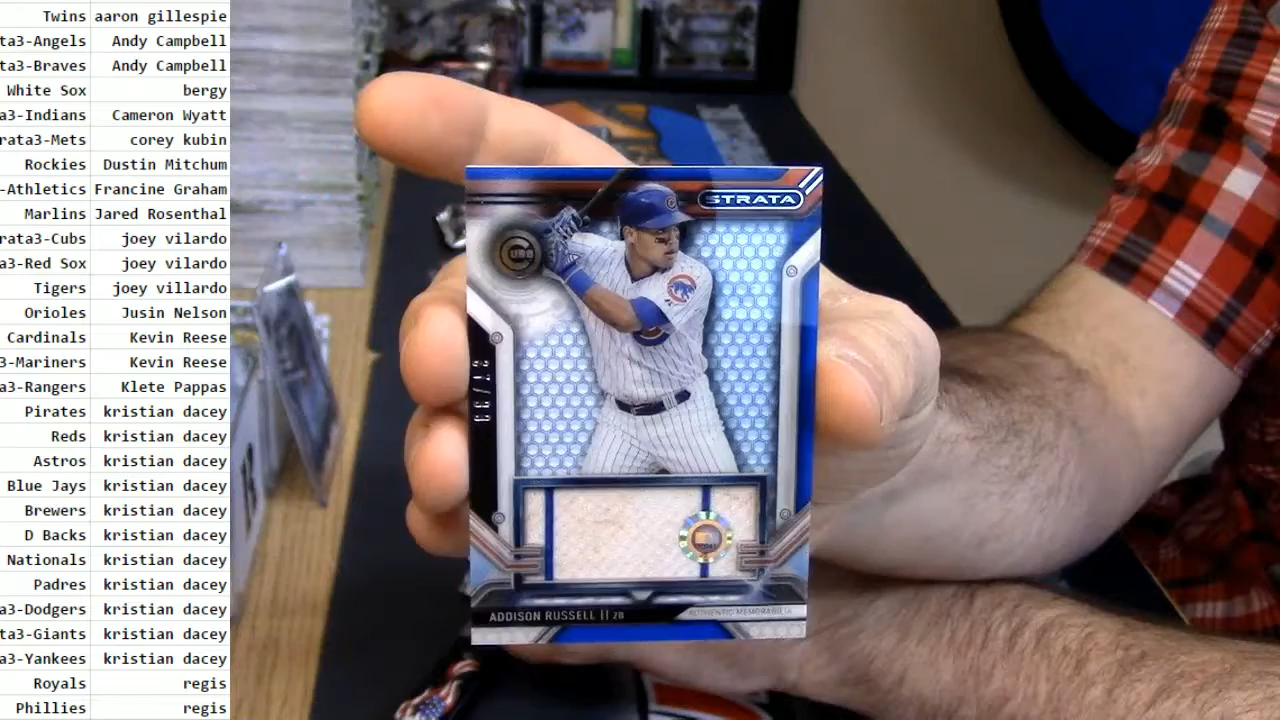 Twins aaron gillespie
ta3-Angels Andy Campbell
ta3-Braves Andy Campbell
White Sox bergy
a3-Indians Cameron Wyatt
rata3-Mets corey kubin
Rockies Dustin Mitchum
-Athletics Francine Graham
Marlins Jared Rosenthal
rata3-Cubs joey vilardo
a3-Red Sox joey vilardo
Tigers joey villardo
Orioles Jusin Nelson
Cardinals Kevin Reese
3-Mariners Kevin Reese
a3-Rangers Klete Pappas
Pirates kristian dacey
Reds kristian dacey
Astros kristian dacey
Blue Jays kristian dacey
Brewers kristian dacey
D Backs kristian dacey
Nationals kristian dacey
Padres kristian dacey
a3-Dodgers kristian dacey
ta3-Giants kristian dacey
a3-Yankees kristian dacey
Royals regis
Phillies regis
STRATA
CUBS
ADDISON RUSSELL || 2B
AUTHENTIC MEMORABILIA